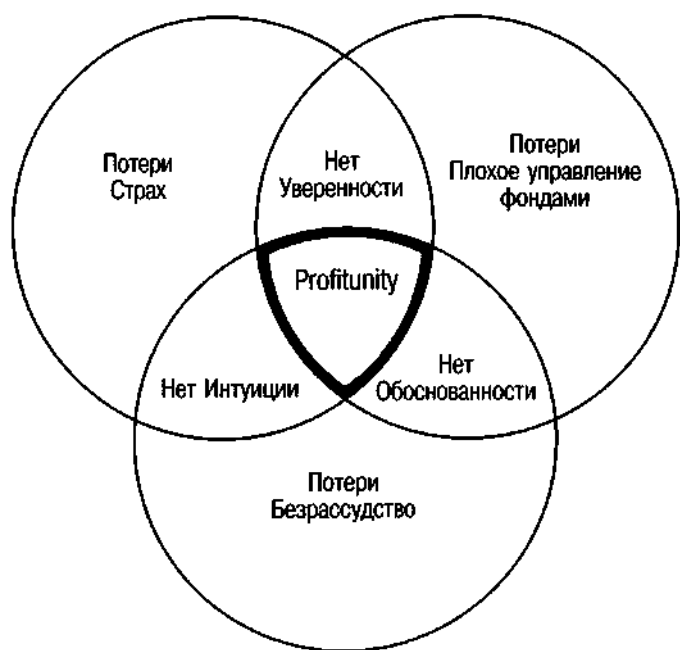 Потери
Страх
Нет
Уверенности
Потери
Плохое управление
фондами
Profitunity
Нет Интуиции
Нет
Обоснованности
Потери
Безрассудство